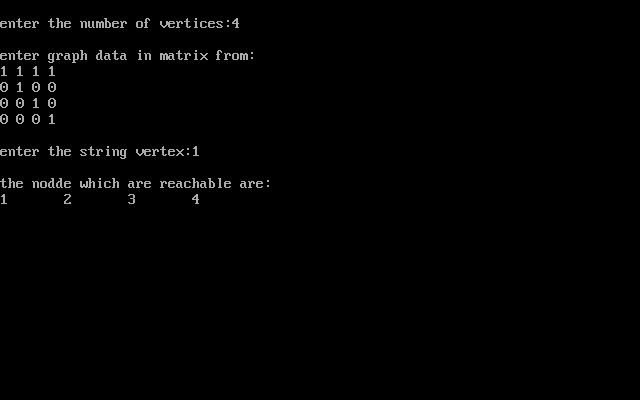 enter the number of vertices:4
enter graph data in matrix from:
1 1 1 1
0 1 0 0
0 0 1 0
0 0 0 1
enter the string vertex:1
the nodde which are reachable are:
1 2 3 4